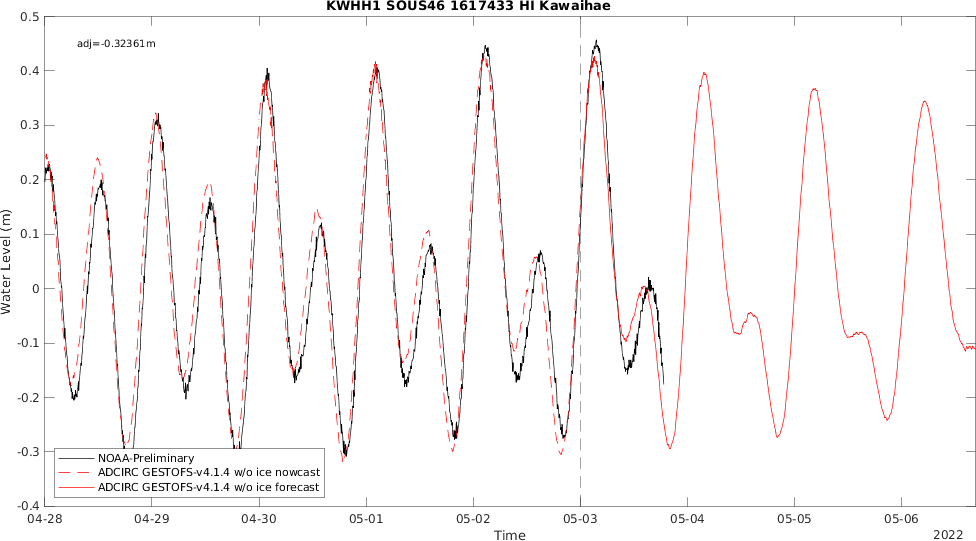 KWHH1 SOUS46 1617433 HI Kawaihae
adj=-0.32361m
0.5
0.4
0.3
0.2
0.1
0
-0.1
-0.2
-0.3
-0.4
Water Level (m)
NOAA-Preliminary
ADCIRC GESTOFS-v4.1.4 w/o ice nowcast
ADCIRC GESTOFS-v4.1.4 w/o ice forecast
04-28 04-29 04-30 05-01 05-02 05-03 05-04 05-05 05-06
Time
2022